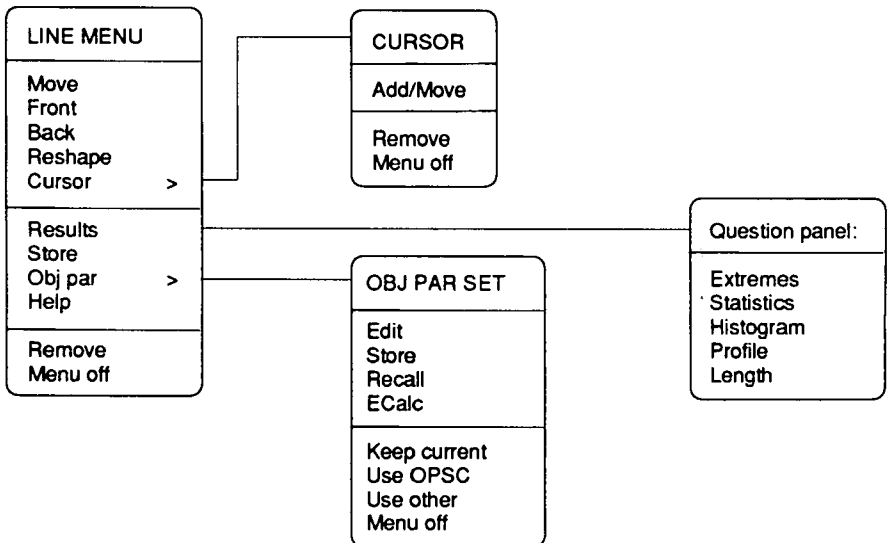 LINE MENU
Move
Front
Back
Reshape
Cursor >
Results
Store
Obj par >
Help
Remove
Menu off
CURSOR
Add/Move
Remove
Menu off
OBJ PAR SET
Edit
Store
Recall
ECalc
Keep current
Use OPSC
Use other
Menu off
Question panel:
Extremes
Statistics
Histogram
Profile
Length